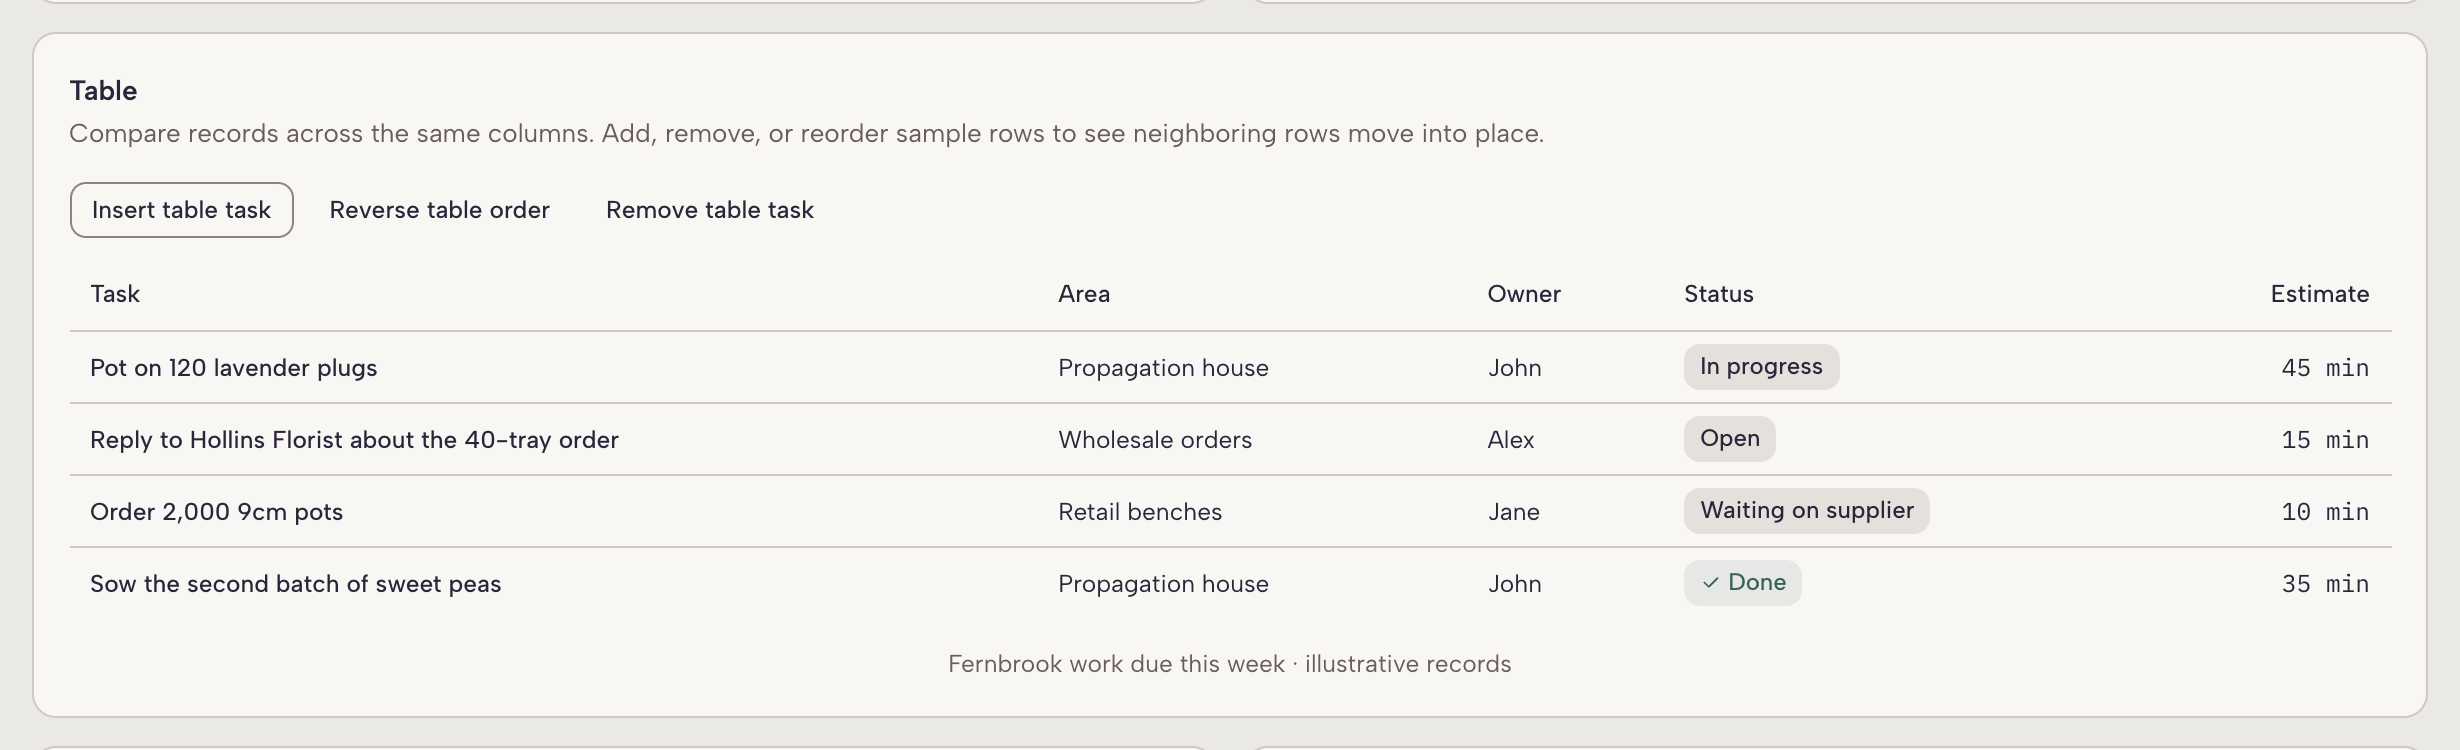 Table
Compare records across the same columns. Add, remove, or reorder sample rows to see neighboring rows move into place.
Insert table task Reverse table order Remove table task
Task Area Owner Status Estimate
Pot on 120 lavender plugs Propagation house John In progress 45 min
Reply to Hollins Florist about the 40-tray order Wholesale orders Alex Open 15 min
Order 2,000 9cm pots Retail benches Jane Waiting on supplier 10 min
Sow the second batch of sweet peas Propagation house John ✓ Done 35 min
Fernbrook work due this week · illustrative records